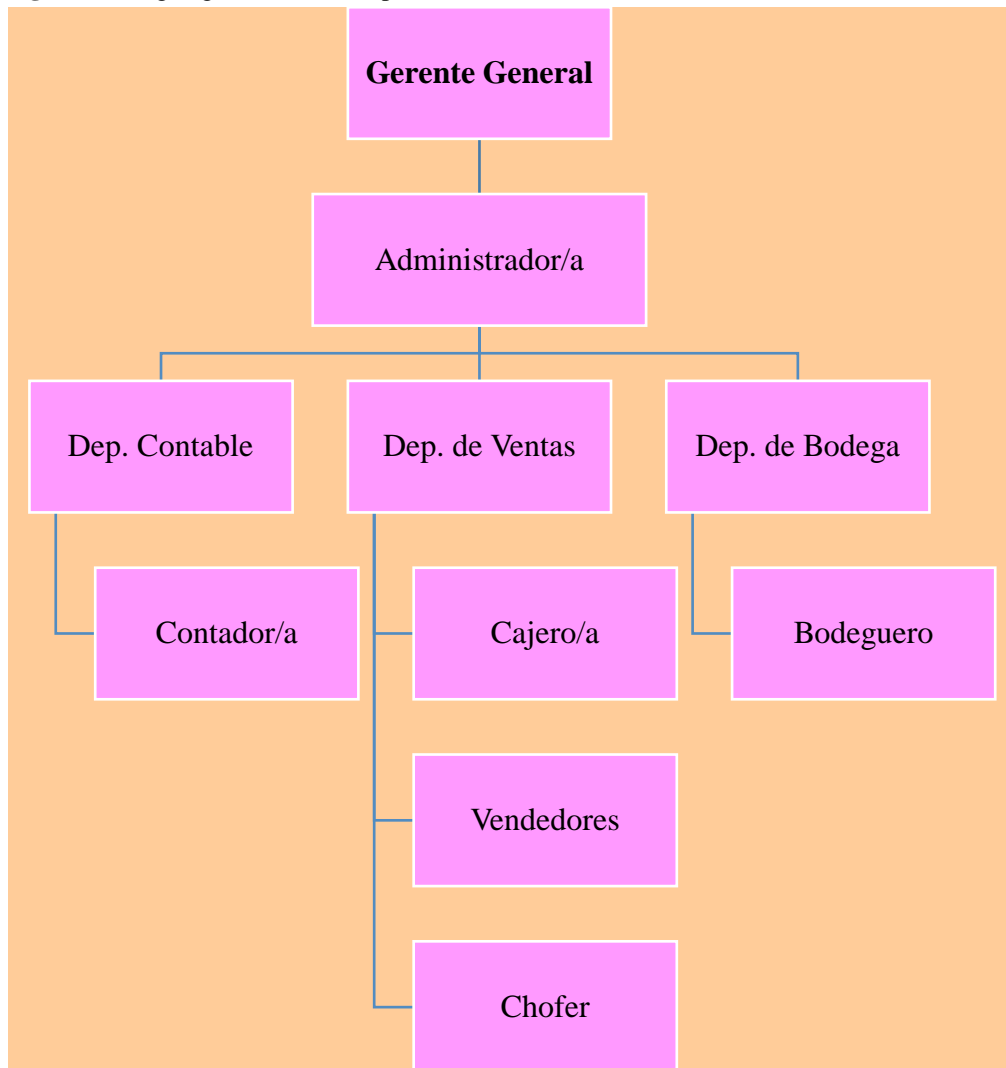 Gerente General
Administrador/a
Dep. Contable
Dep. de Ventas
Dep. de Bodega
Contador/a
Cajero/a
Bodeguero
Vendedores
Chofer